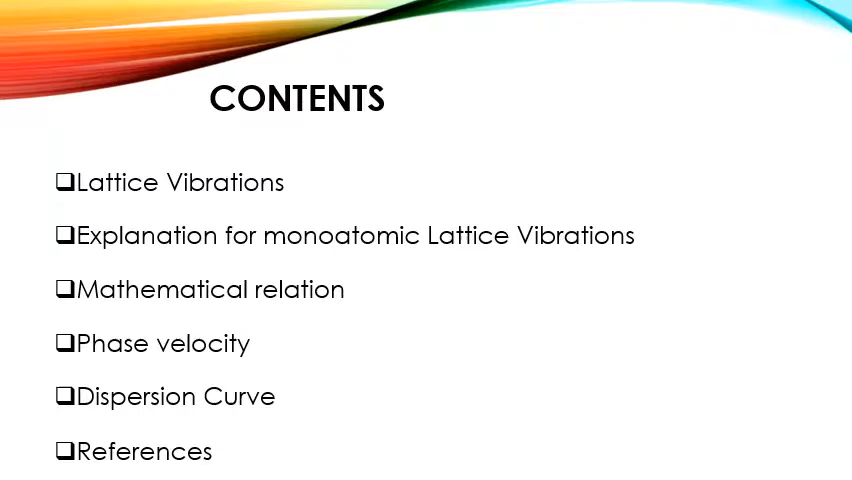 CONTENTS
❑Lattice Vibrations
❑Explanation for monoatomic Lattice Vibrations
❑Mathematical relation
❑Phase velocity
❑Dispersion Curve
❑References